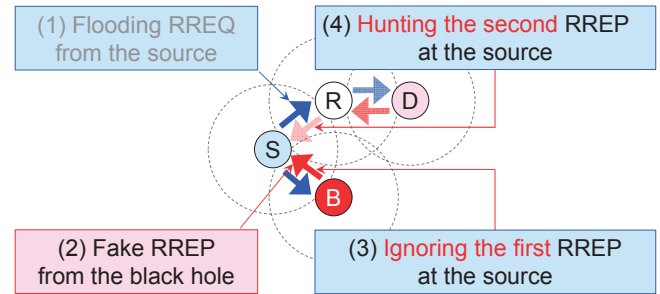 (1) Flooding RREQ
from the source
(4) Hunting the second RREP
at the source
R
D
S
B
(2) Fake RREP
from the black hole
(3) Ignoring the first RREP
at the source